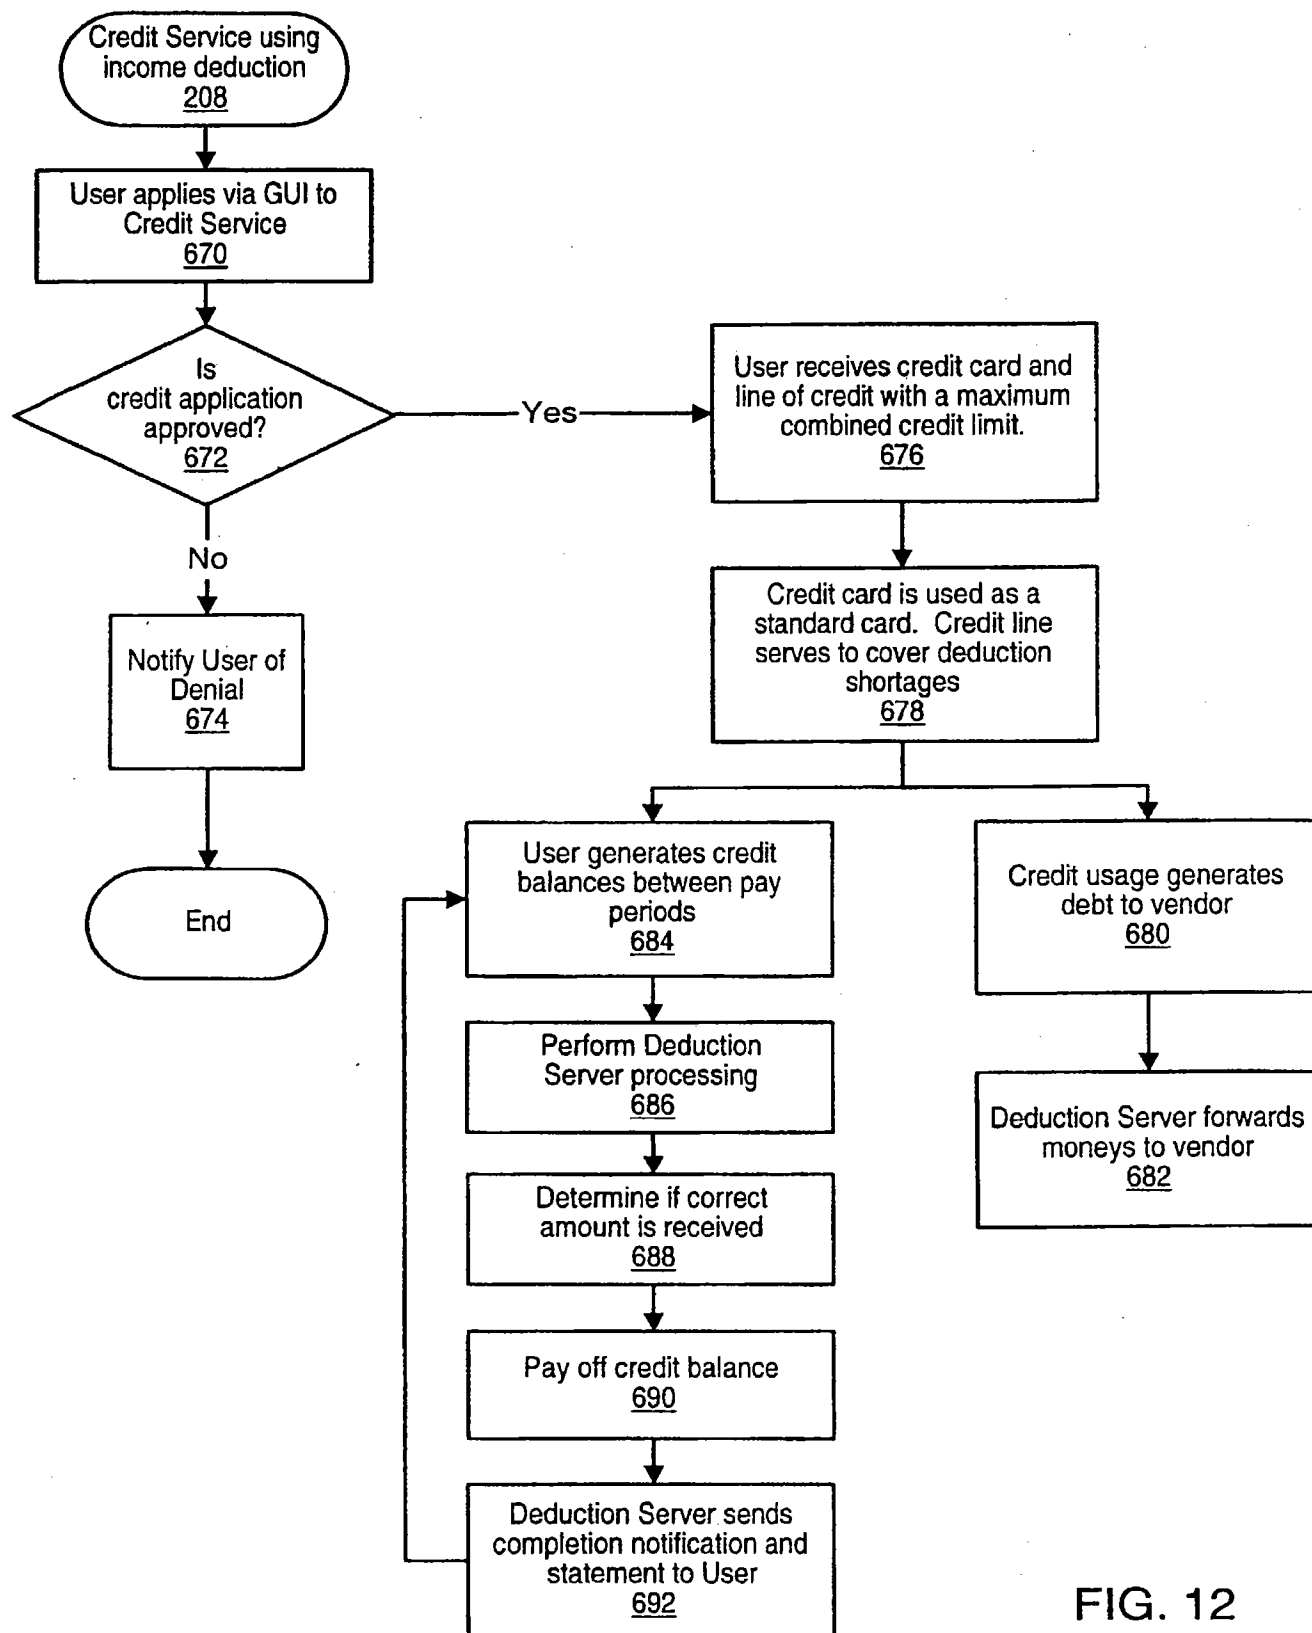 Credit Service using
income deduction
208
User applies via GUI to
Credit Service
670
Is
credit application
approved?
672
Yes
No
Notify User of
Denial
674
End
User receives credit card and
line of credit with a maximum
combined credit limit.
676
Credit card is used as a
standard card. Credit line
serves to cover deduction
shortages
678
User generates credit
balances between pay
periods
684
Perform Deduction
Server processing
686
Determine if correct
amount is received
688
Pay off credit balance
690
Deduction Server sends
completion notification and
statement to User
692
Credit usage generates
debt to vendor
680
Deduction Server forwards
moneys to vendor
682
FIG. 12